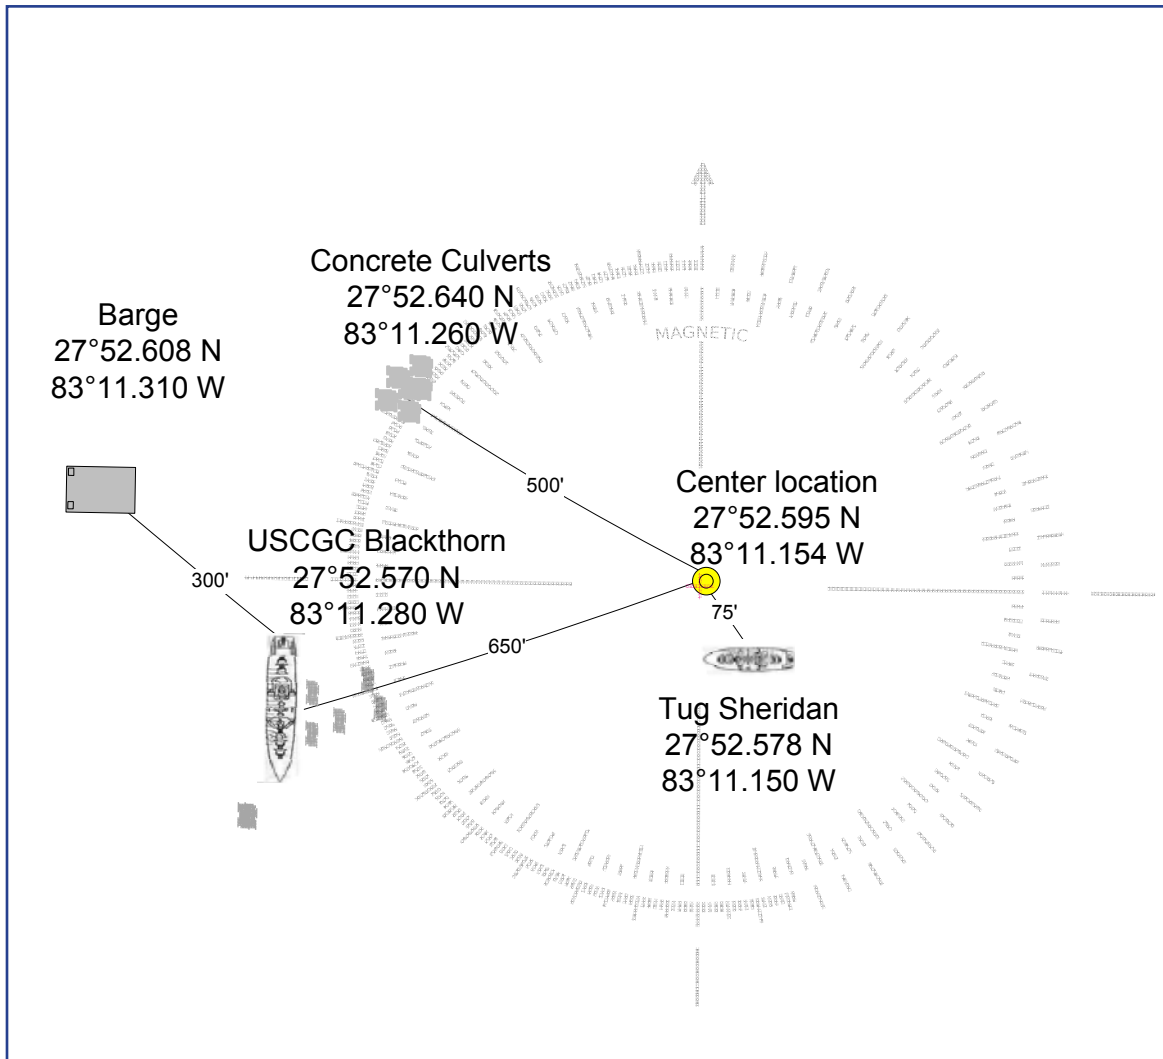 Concrete Culverts
27°52.640 N
83°11.260 W
MAGNETIC
Barge
27°52.608 N
83°11.310 W
500'
Center location
27°52.595 N
83°11.154 W
USCGC Blackthorn
27°52.570 N
83°11.280 W
300'
75'
650'
Tug Sheridan
27°52.578 N
83°11.150 W